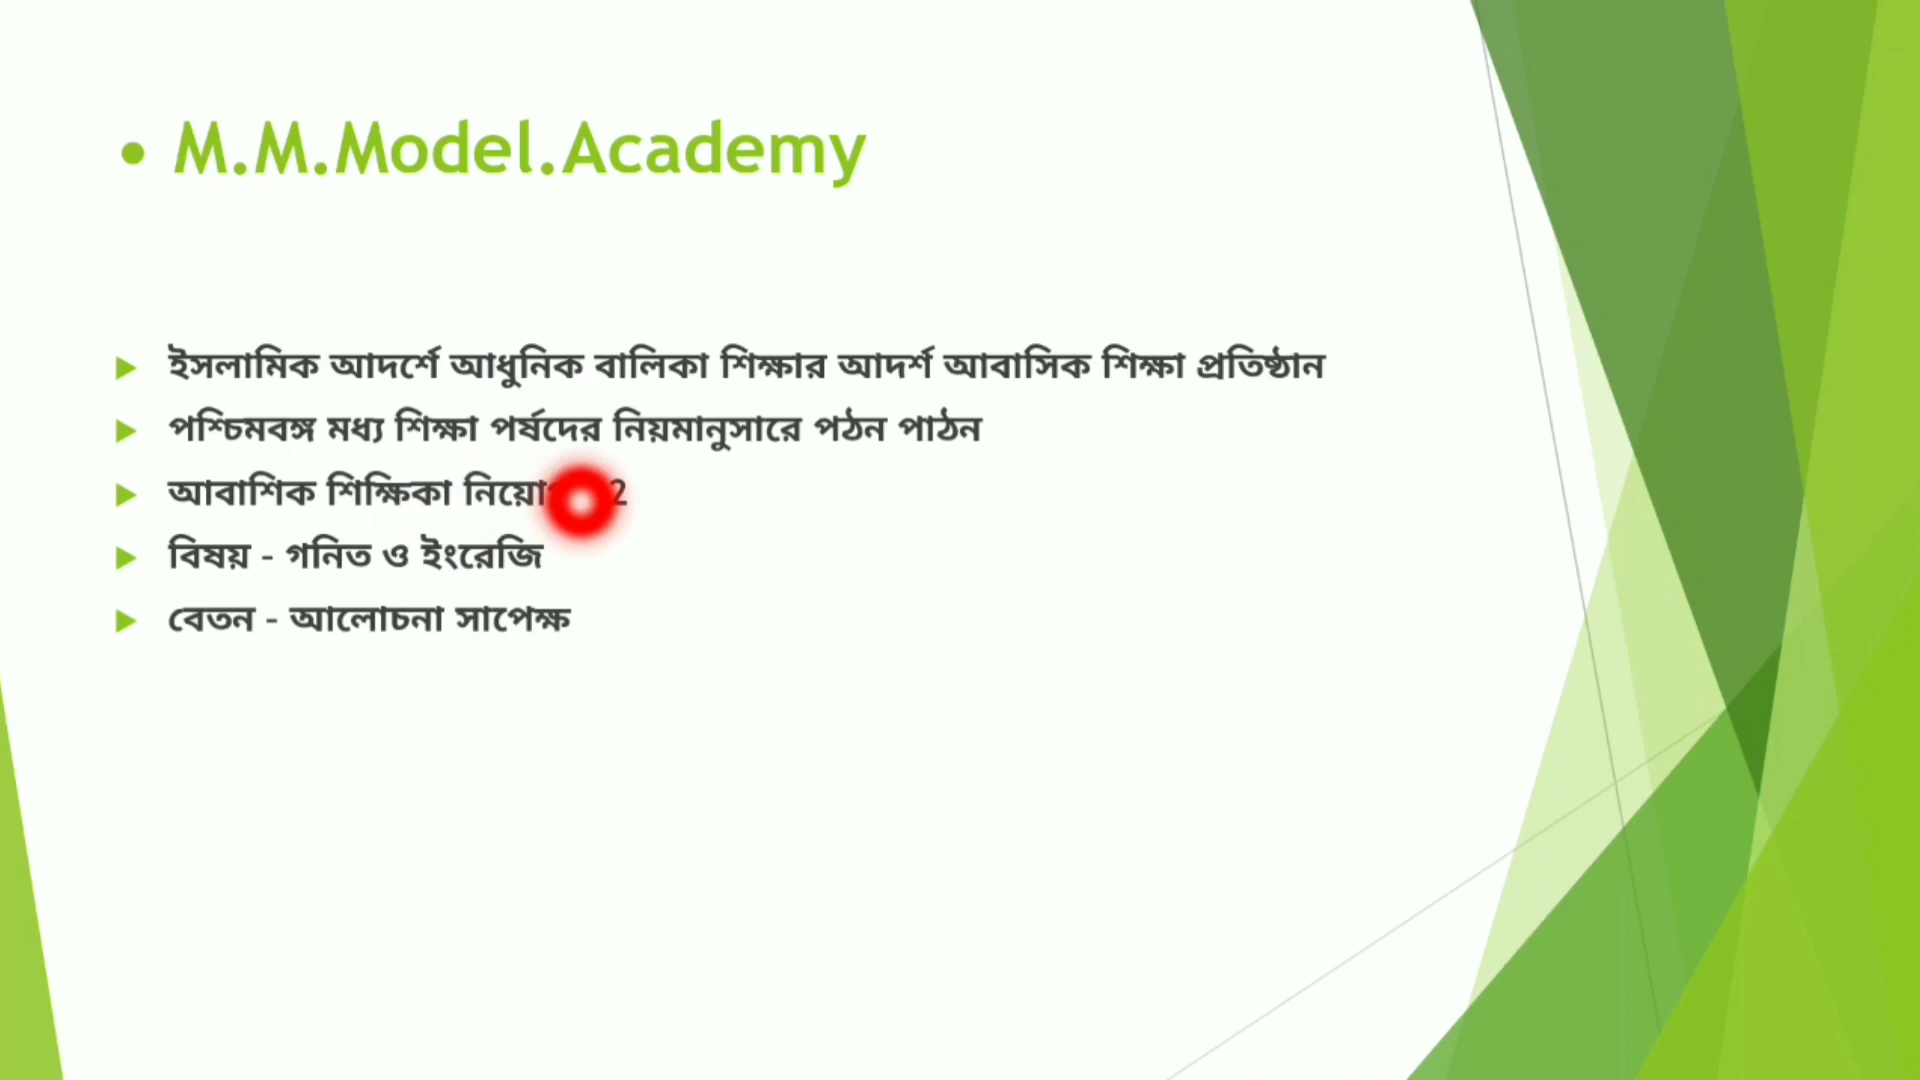 • M.M.Model.Academy
ইসলামিক আদর্শে আধুনিক বালিকা শিক্ষার আদর্শ আবাসিক শিক্ষা প্রতিষ্ঠান
পশ্চিমবঙ্গ মধ্য শিক্ষা পর্ষদের নিয়মানুসারে পঠন পাঠন
আবাশিক শিক্ষিকা 2
বিষয় - গনিত ও ইংরেজি
বেতন - আলোচনা সাপেক্ষ